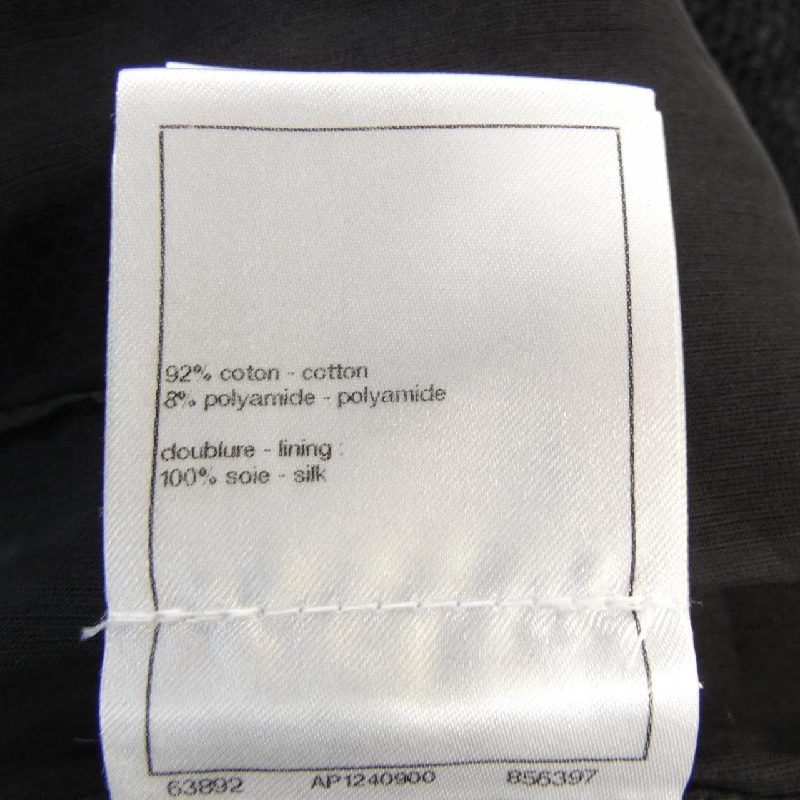 92% coton - cotton
8% polyamide - polyamide
doublure - lining :
100% soie - silk
63892 AP1240900 856397